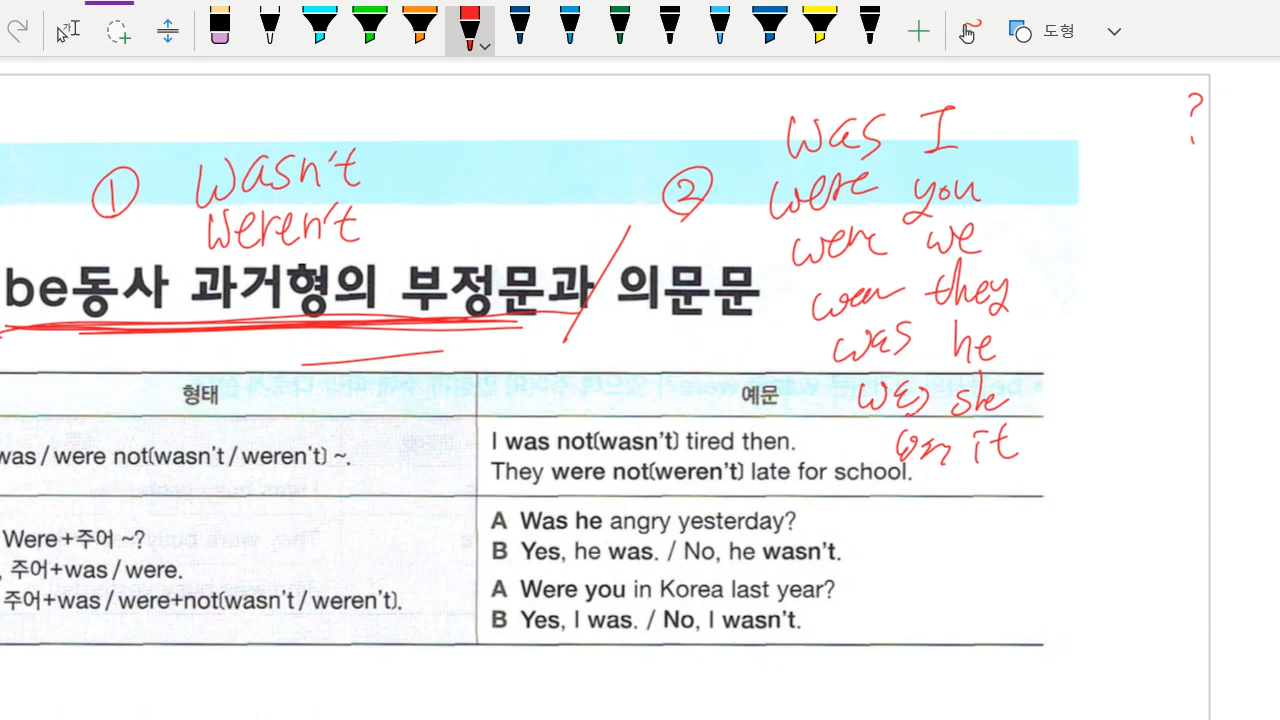 도형
?
was I
① wasn't ② were you
weren't were we
be동사 과거형의 부정문과 의문문
they
was he
형태 예문 she
it
was / were not(wasn't / weren't) ~. I was not(wasn't) tired then.
They were not(weren't) late for school.
Were+주어 ~? A Was he angry yesterday?
, 주어+was / were. B Yes, he was. / No, he wasn't.
주어+was / were+not(wasn't / weren't). A Were you in Korea last year?
B Yes, I was. / No, I wasn't.